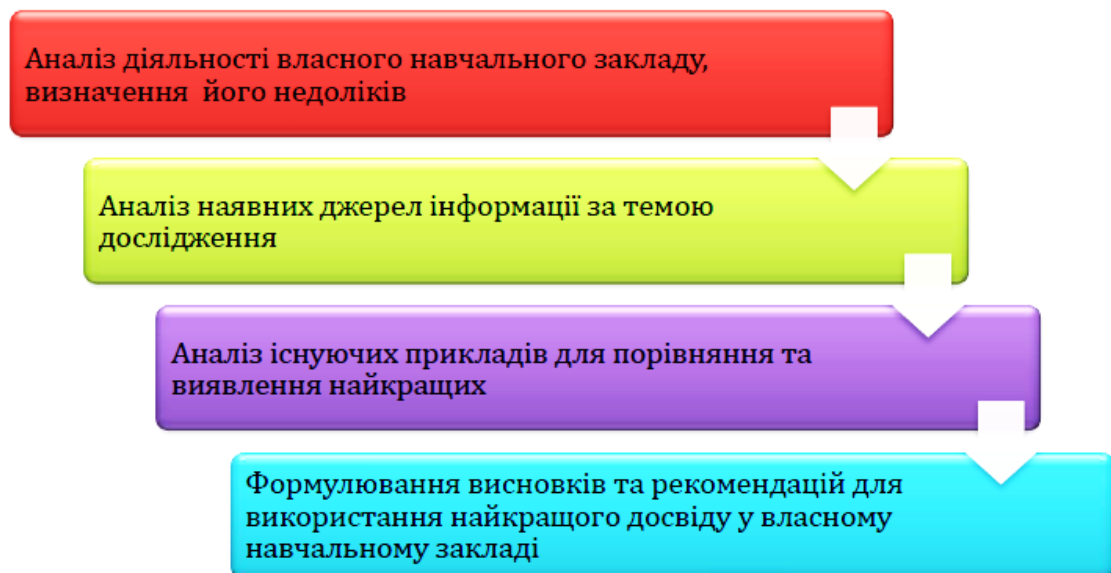 Аналіз діяльності власного навчального закладу,
визначення  його недоліків
Аналіз наявних джерел інформації за темою
дослідження
Аналіз існуючих прикладів для порівняння та
виявлення найкращих
Формулювання висновків та рекомендацій для
використання найкращого досвіду у власному
навчальному закладі